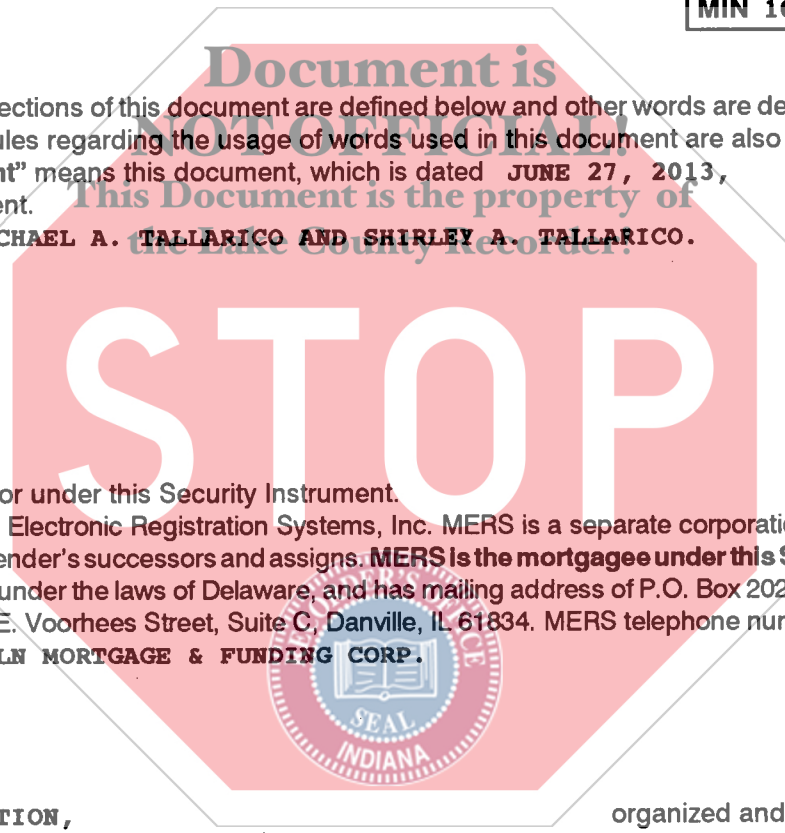 MIN 10
Document is
ections of this document are defined below and other words are de
NOT OFFICIAL!
ules regarding the usage of words used in this document are also
nt" means this document, which is dated JUNE 27, 2013,
This Document is the property of
ent.
CHAEL A. TALLARICO AND SHIRLEY A. TALLARICO.
the Lake County Recorder!
STOP
or under this Security Instrument.
Electronic Registration Systems, Inc. MERS is a separate corporati
ender's successors and assigns. MERS is the mortgagee under this S
under the laws of Delaware, and has mailing address of P.O. Box 202
E. Voorhees Street, Suite C, Danville, IL 61834. MERS telephone nur
LN MORTGAGE & FUNDING CORP.
RECORDER'S OFFICE
SEAL
INDIANA
TION,
organized and